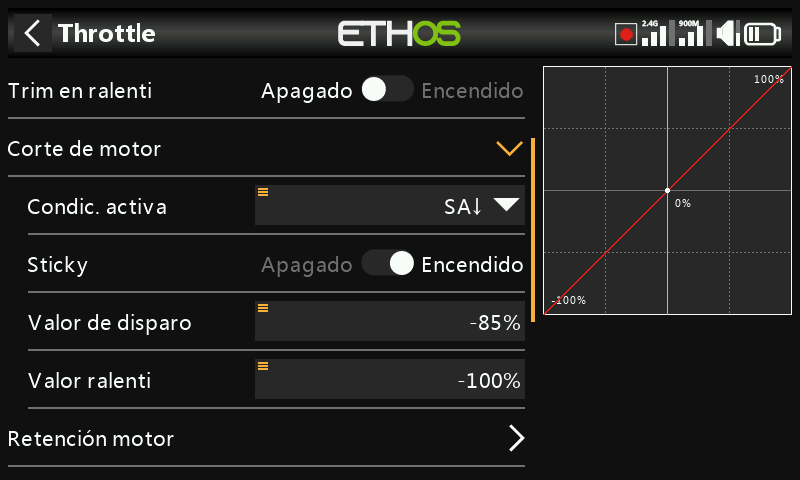 Throttle
ETHOS
2.4G
900M
Trim en ralenti Apagado Encendido
Corte de motor
Condic. activa SA↓
Sticky Apagado Encendido
Valor de disparo -85%
Valor ralenti -100%
Retención motor
100%
0%
-100%